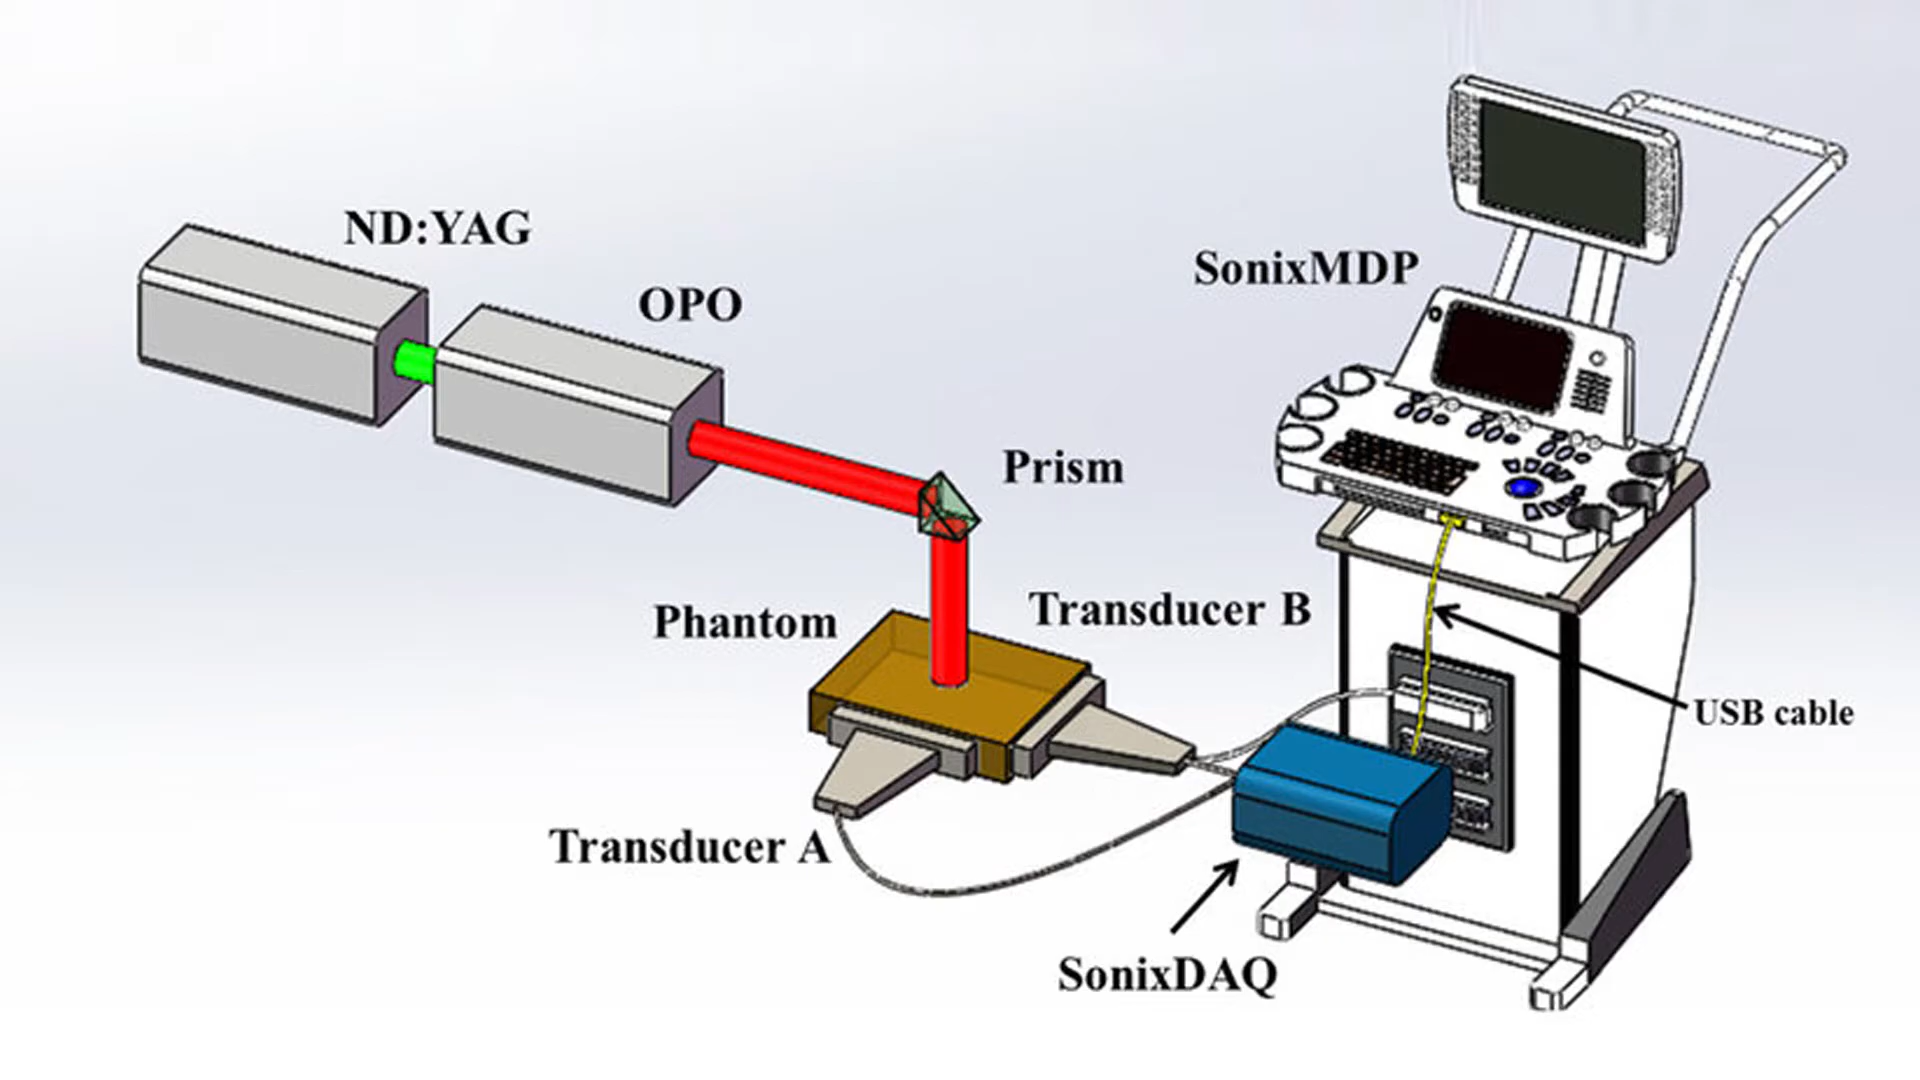 ND:YAG
OPO
SonixMDP
Prism
Phantom
Transducer B
USB cable
Transducer A
SonixDAQ